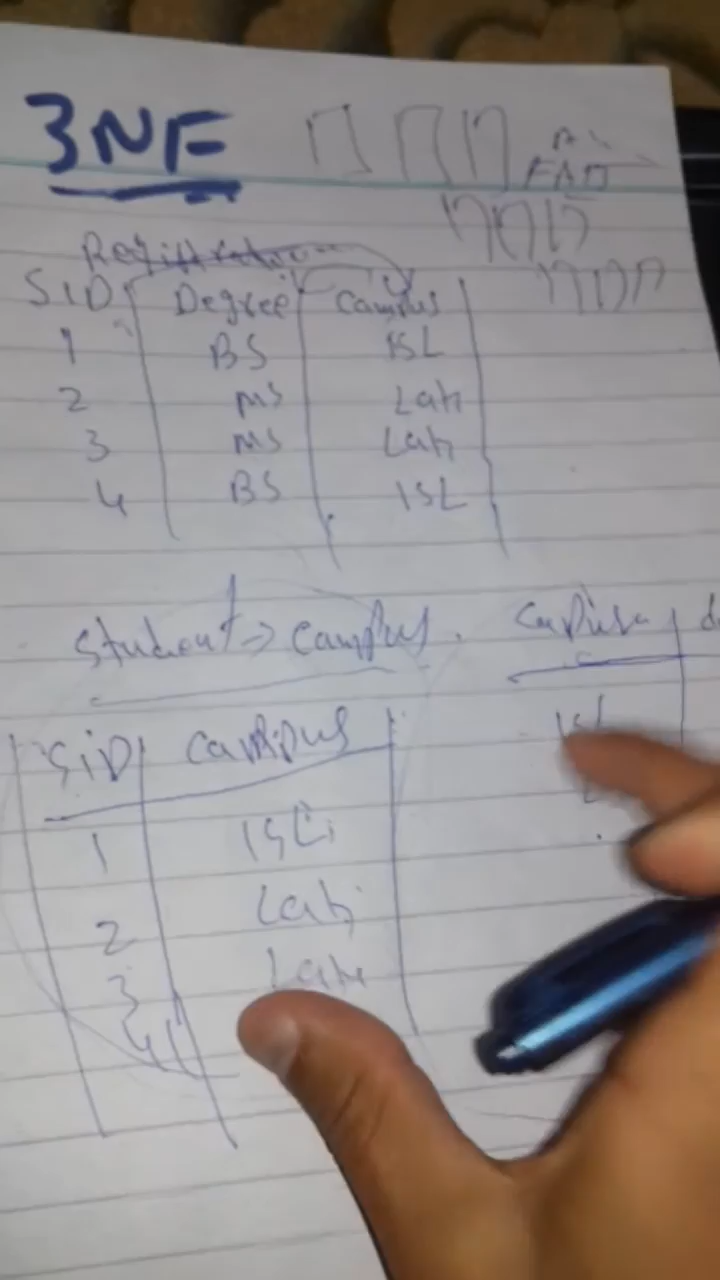 3NF
Registration
SID Degree Campus
1 BS ISL
2 MS Lah
3 MS Lah
4 BS ISL
Student → Campus.
SiD Campus
1 ISL
2 Lah
3 Lah
4